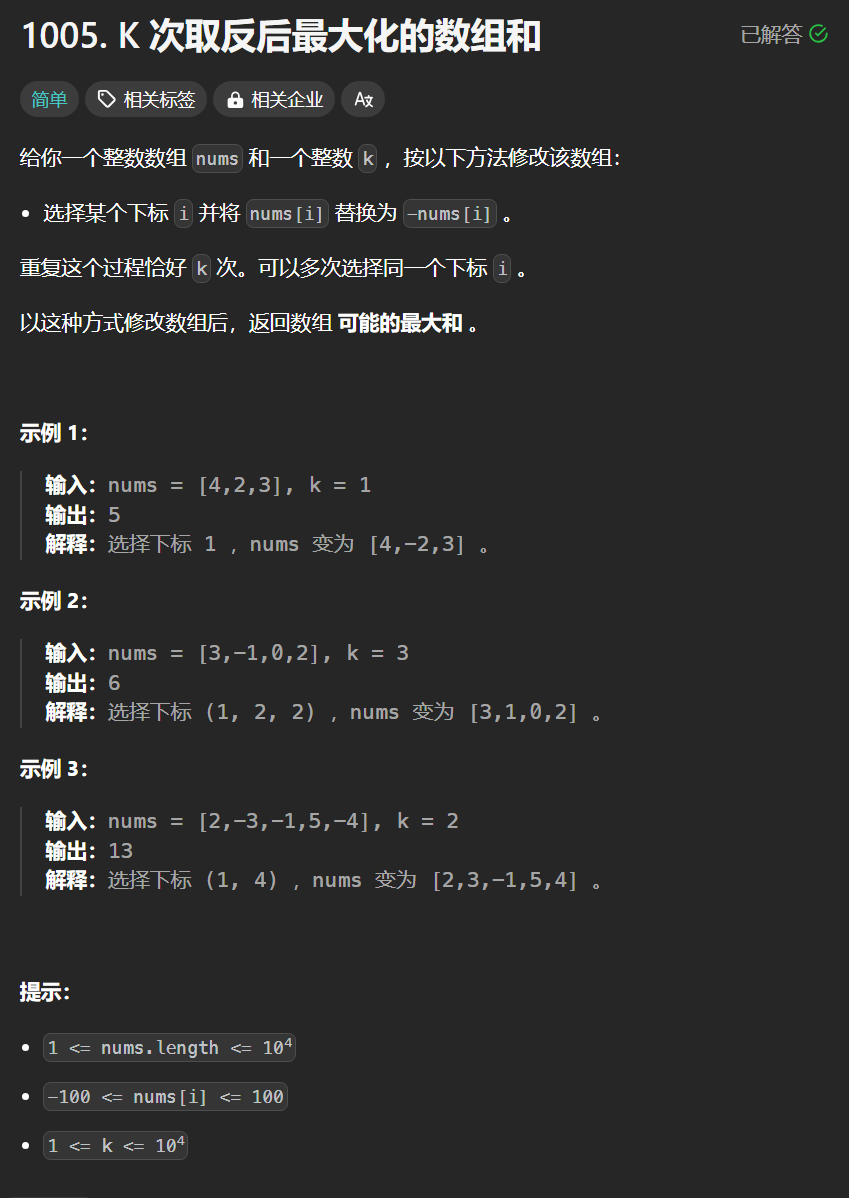 1005. K 次取反后最大化的数组和
已解答
简单 相关标签 相关企业
给你一个整数数组 nums 和一个整数 k ，按以下方法修改该数组：
选择某个下标 i 并将 nums[i] 替换为 -nums[i] 。
重复这个过程恰好 k 次。可以多次选择同一个下标 i 。
以这种方式修改数组后，返回数组 可能的最大和 。
示例 1：
输入：nums = [4,2,3], k = 1
输出：5
解释：选择下标 1 ，nums 变为 [4,-2,3] 。
示例 2：
输入：nums = [3,-1,0,2], k = 3
输出：6
解释：选择下标 (1, 2, 2) ，nums 变为 [3,1,0,2] 。
示例 3：
输入：nums = [2,-3,-1,5,-4], k = 2
输出：13
解释：选择下标 (1, 4) ，nums 变为 [2,3,-1,5,4] 。
提示：
1 <= nums.length <= 10⁴
-100 <= nums[i] <= 100
1 <= k <= 10⁴